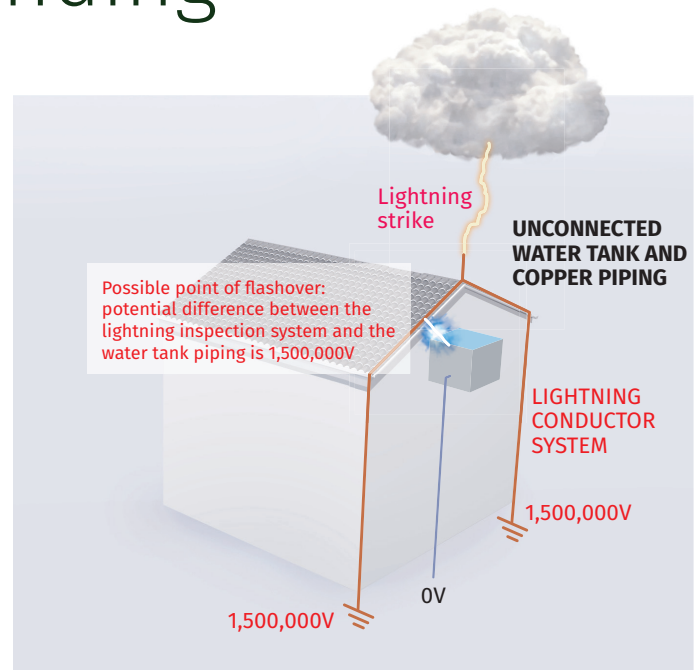 Lightning
strike
UNCONNECTED
WATER TANK AND
COPPER PIPING
Possible point of flashover:
potential difference between the
lightning inspection system and the
water tank piping is 1,500,000V
LIGHTNING
CONDUCTOR
SYSTEM
1,500,000V
0V
1,500,000V